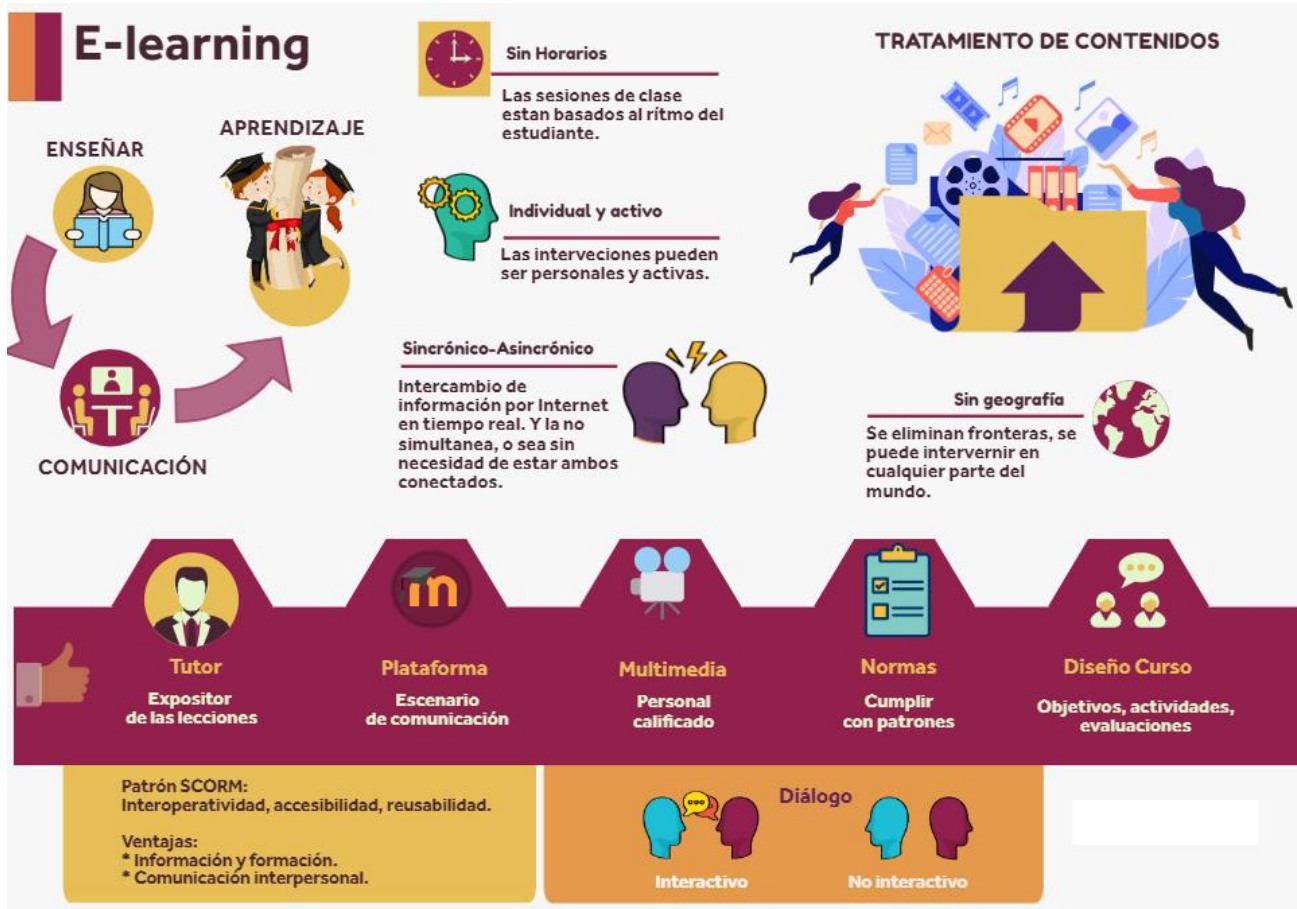 E-learning
ENSEÑAR
APRENDIZAJE
COMUNICACIÓN
Sin Horarios
Las sesiones de clase
estan basados al rítmo del
estudiante.
Individual y activo
Las interveciones pueden
ser personales y activas.
Sincrónico-Asincrónico
Intercambio de
información por Internet
en tiempo real. Y la no
simultanea, o sea sin
necesidad de estar ambos
conectados.
TRATAMIENTO DE CONTENIDOS
Sin geografía
Se eliminan fronteras, se
puede intervernir en
cualquier parte del
mundo.
Tutor
Expositor
de las lecciones
m
Plataforma
Escenario
de comunicación
Multimedia
Personal
calificado
Normas
Cumplir
con patrones
Diseño Curso
Objetivos, actividades,
evaluaciones
Patrón SCORM:
Interoperatividad, accesibilidad, reusabilidad.
Ventajas:
* Información y formación.
* Comunicación interpersonal.
Diálogo
Interactivo
No interactivo